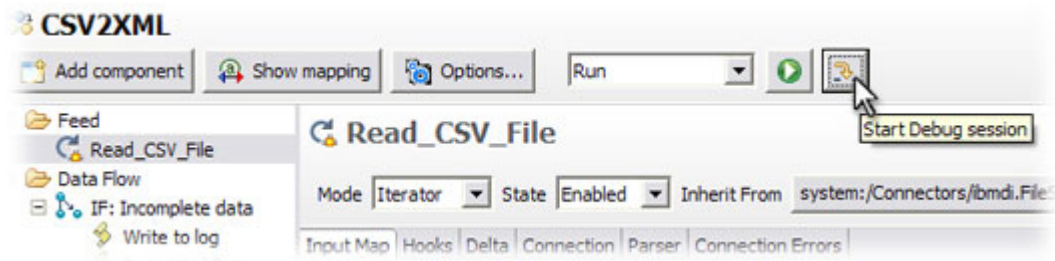 CSV2XML
Add component Show mapping Options... Run
Start Debug session
Feed
Read_CSV_File
Data Flow
IF: Incomplete data
Write to log
Read_CSV_File
Mode Iterator State Enabled Inherit From system:/Connectors/ibmdi.FileS
Input Map Hooks Delta Connection Parser Connection Errors